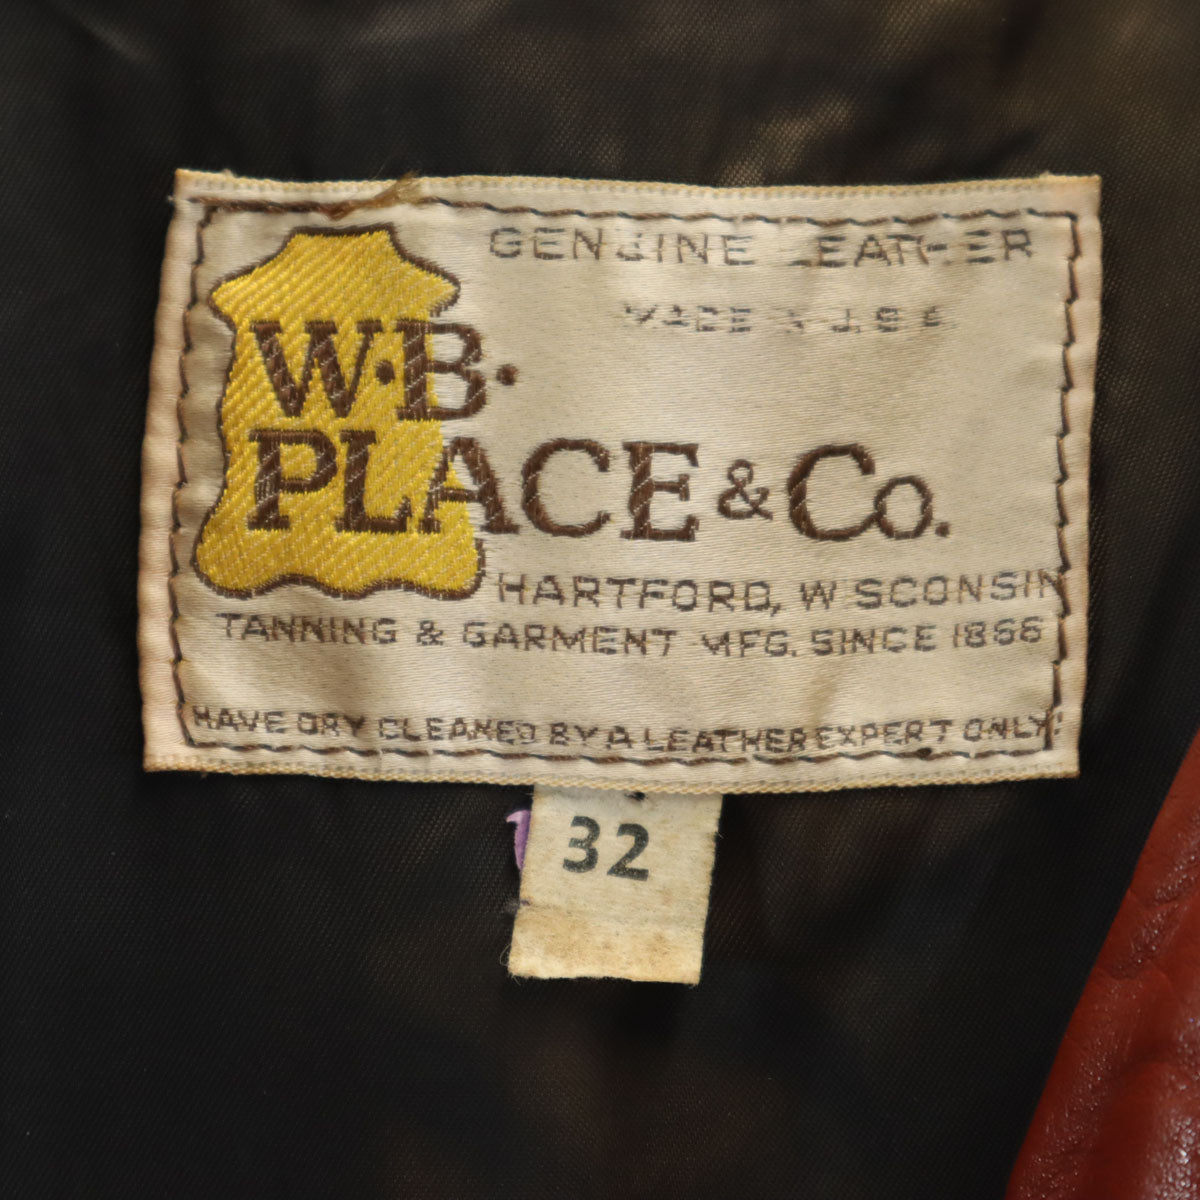 GENUINE LEATHER
MADE IN U.S.A.
W·B·
PLACE & CO.
HARTFORD, WISCONSIN
TANNING & GARMENT MFG. SINCE 1866
HAVE DRY CLEANED BY A LEATHER EXPERT ONLY!
32